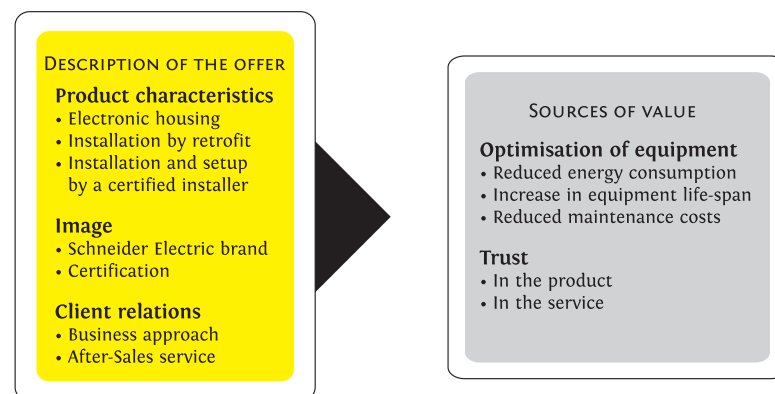 DESCRIPTION OF THE OFFER
Product characteristics
• Electronic housing
• Installation by retrofit
• Installation and setup
by a certified installer
Image
• Schneider Electric brand
• Certification
Client relations
• Business approach
• After-Sales service
SOURCES OF VALUE
Optimisation of equipment
• Reduced energy consumption
• Increase in equipment life-span
• Reduced maintenance costs
Trust
• In the product
• In the service